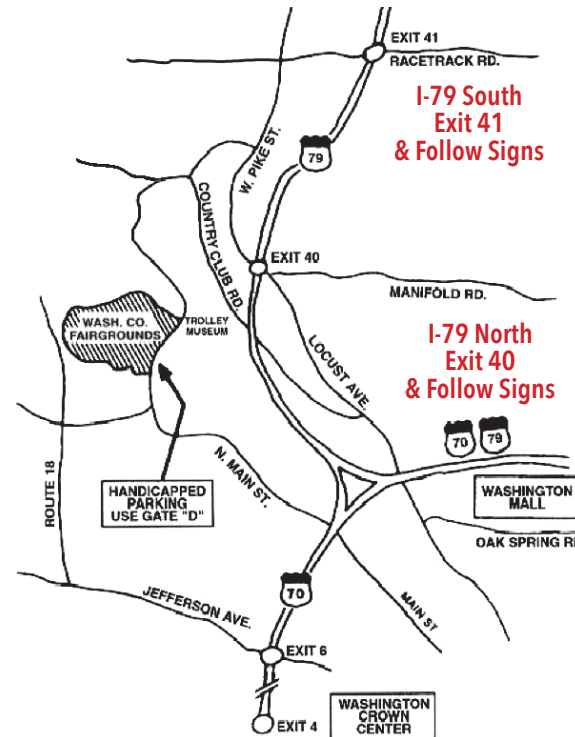 EXIT 41
RACETRACK RD.
I-79 South
Exit 41
& Follow Signs
79
W. PIKE ST.
COUNTRY CLUB RD.
EXIT 40
MANIFOLD RD.
WASH. CO.
FAIRGROUNDS
TROLLEY
MUSEUM
LOCUST AVE.
I-79 North
Exit 40
& Follow Signs
70
79
ROUTE 18
HANDICAPPED
PARKING
USE GATE "D"
N. MAIN ST.
WASHINGTON
MALL
OAK SPRING
70
JEFFERSON AVE.
MAIN ST
EXIT 6
EXIT 4
WASHINGTON
CROWN
CENTER